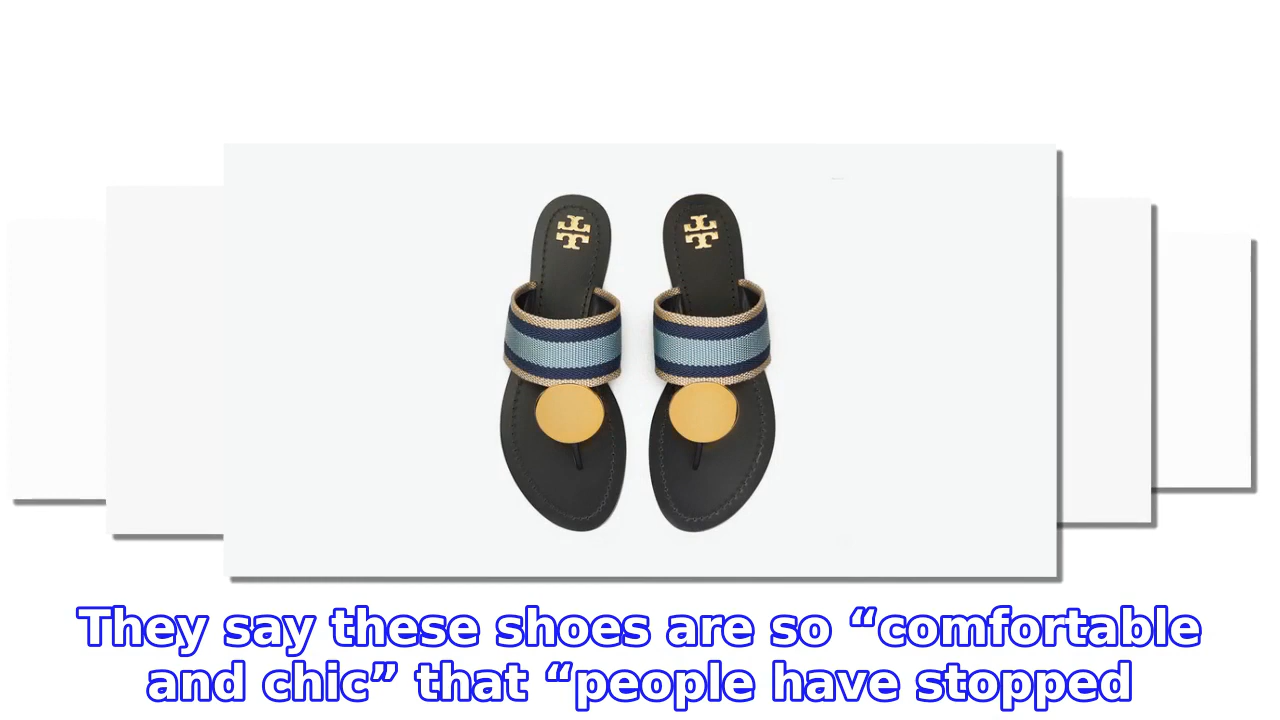 They say these shoes are so “comfortable
and chic” that “people have stopped